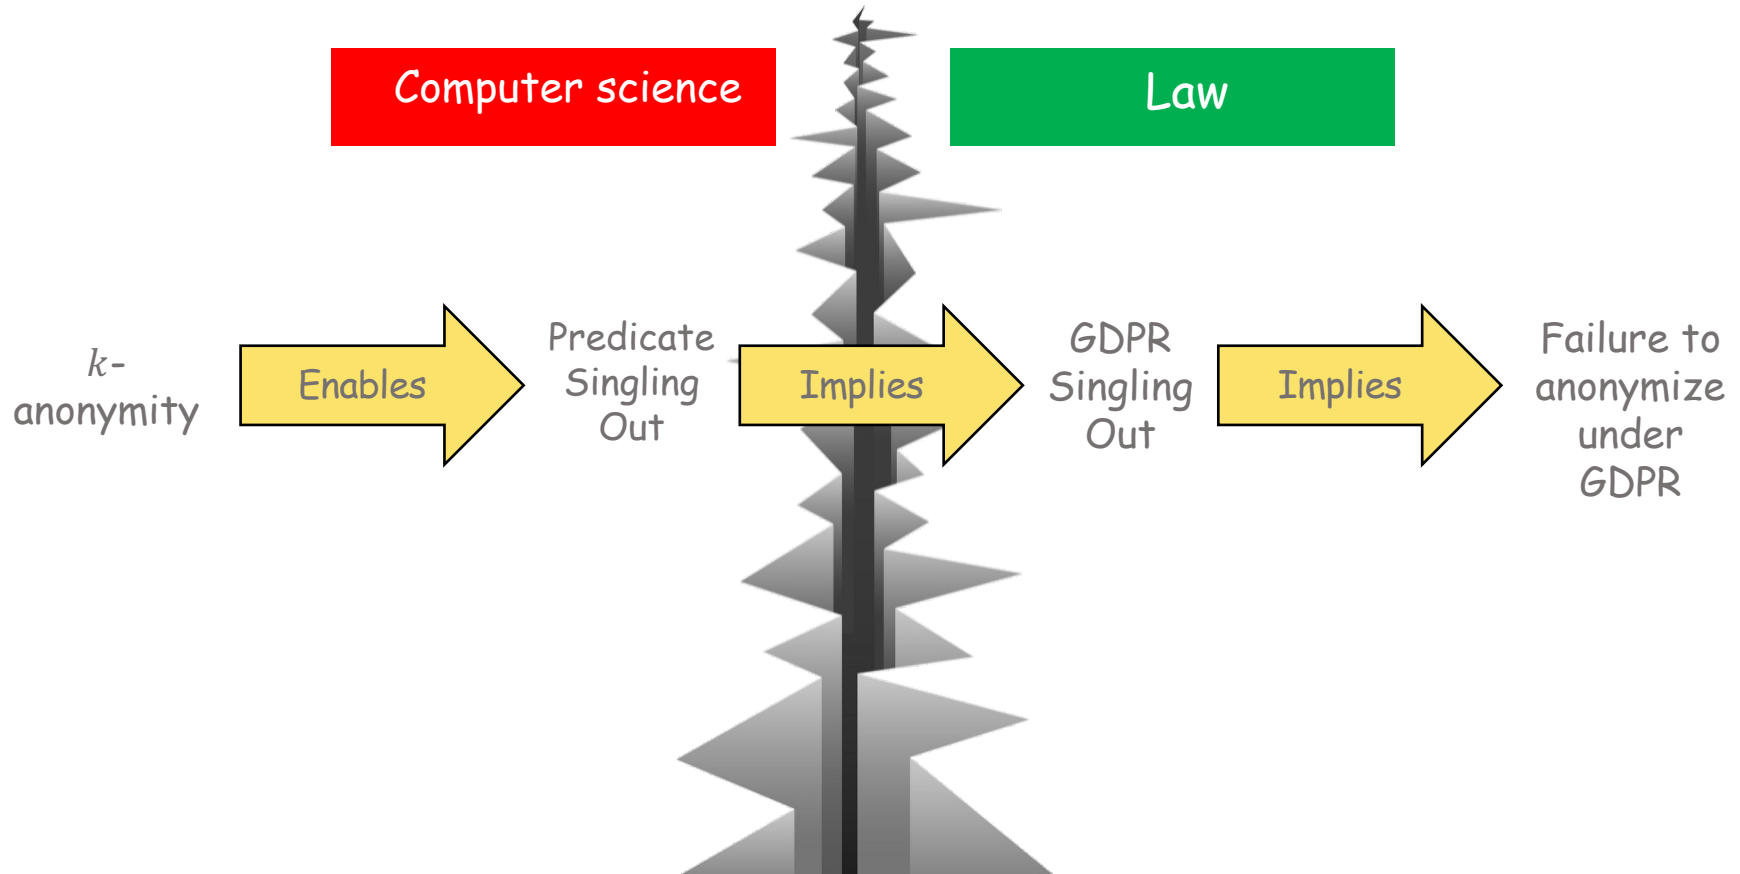 Computer science
Law
k-
anonymity
Enables
Predicate
Singling
Out
Implies
GDPR
Singling
Out
Implies
Failure to
anonymize
under
GDPR